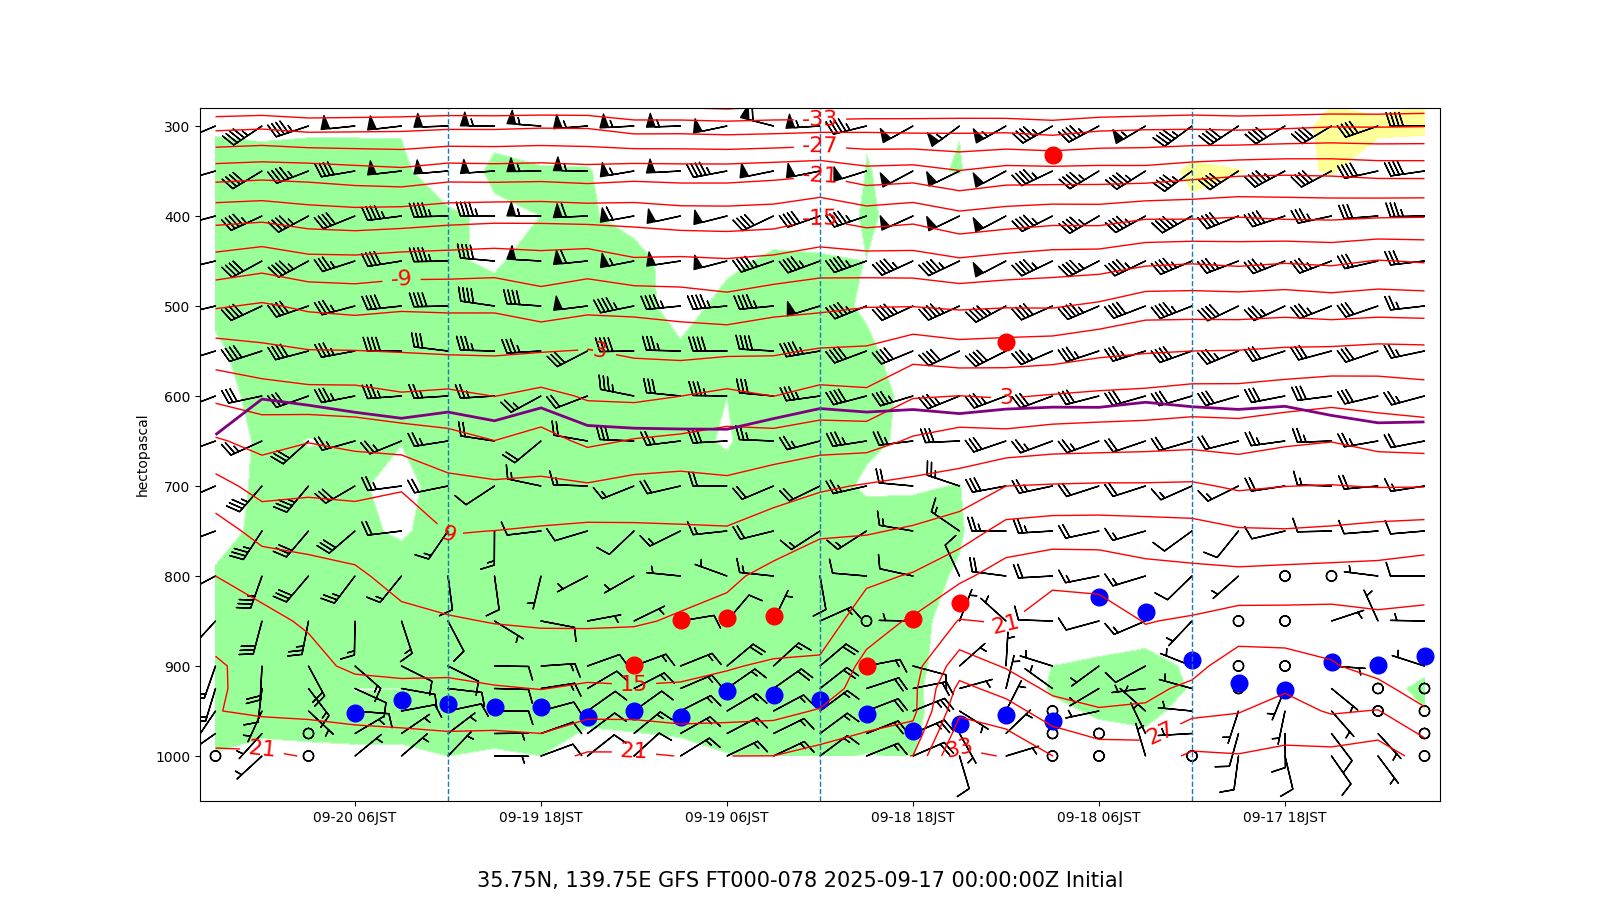 300
400
500
600
700
800
900
1000
hectopascal
-33
-27
-21
-15
-9
-3
3
9
21
15
27
21
21
33
09-20 06JST
09-19 18JST
09-19 06JST
09-18 18JST
09-18 06JST
09-17 18JST
35.75N, 139.75E GFS FT000-078 2025-09-17 00:00:00Z Initial